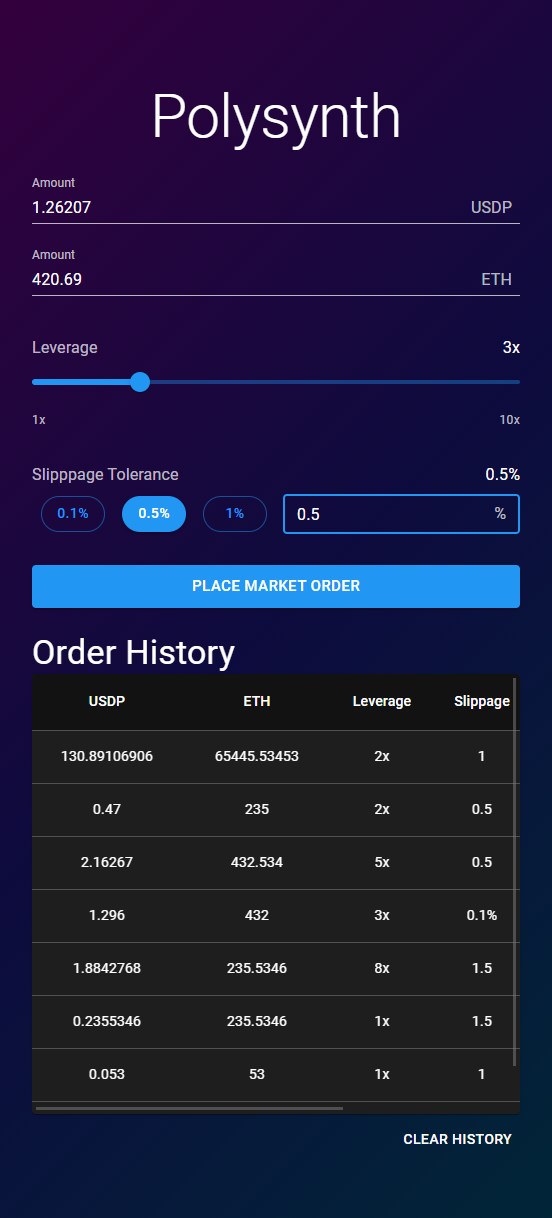 Polysynth
Amount
1.26207 USDP
Amount
420.69 ETH
Leverage 3x
1x 10x
Slipppage Tolerance 0.5%
0.1% 0.5% 1% 0.5 %
PLACE MARKET ORDER
Order History
USDP ETH Leverage Slippage
130.89106906 65445.53453 2x 1
0.47 235 2x 0.5
2.16267 432.534 5x 0.5
1.296 432 3x 0.1%
1.8842768 235.5346 8x 1.5
0.2355346 235.5346 1x 1.5
0.053 53 1x 1
CLEAR HISTORY